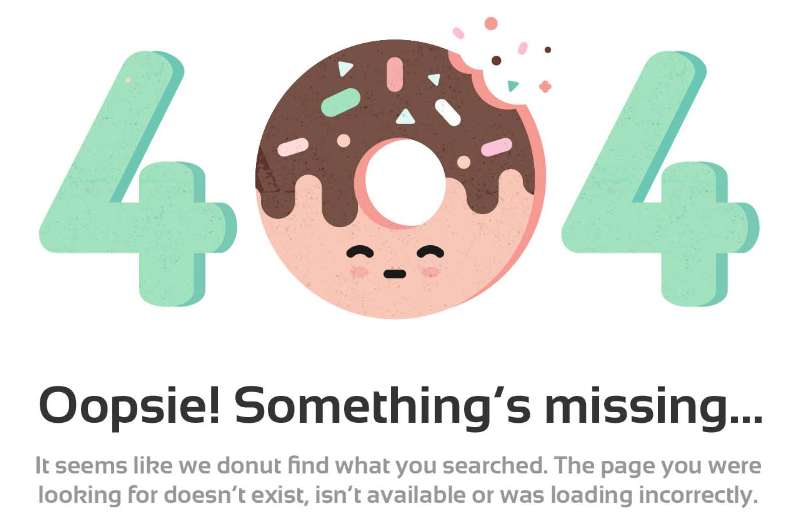 404
Oopsie! Something's missing...
It seems like we donut find what you searched. The page you were
looking for doesn't exist, isn't available or was loading incorrectly.